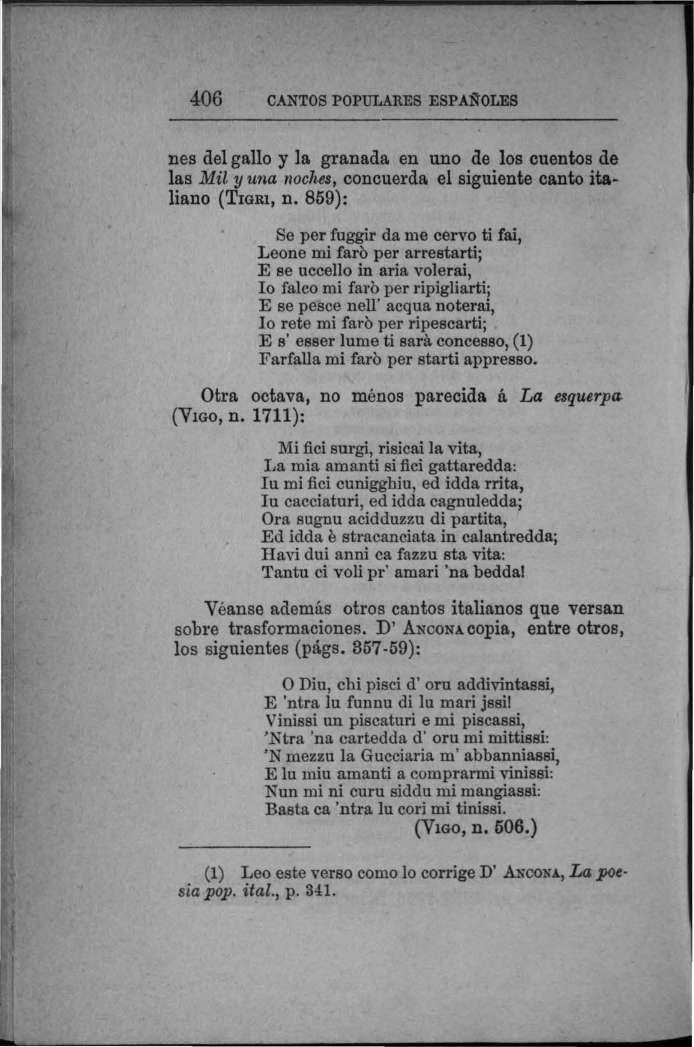 406 CANTOS POPULARES ESPAÑOLES
nes del gallo y la granada en uno de los cuentos de
las Mil y una noches, concuerda el siguiente canto ita-
liano (TIGRI, n. 859):
Se per fuggir da me cervo ti fai,
Leone mi farò per arrestarti;
E se uccello in aria volerai,
Io falco mi farò per ripigliarti;
E se pesce nell' acqua noterai,
Io rete mi farò per ripescarti;
E s' esser lume ti sarà concesso, (1)
Farfalla mi farò per starti appresso.
Otra octava, no ménos parecida á La esquerpa
(VIGO, n. 1711):
Mi fici surgi, risicai la vita,
La mia amanti si fici gattaredda:
Iu mi fici cunigghiu, ed idda rrita,
Iu cacciaturi, ed idda cagnuledda;
Ora sugnu acidduzzu di partita,
Ed idda è stracanciata in calantredda;
Havi dui anni ca fazzu sta vita:
Tantu ci voli pr' amari 'na bedda!
Véanse además otros cantos italianos que versan
sobre trasformaciones. D' ANCONA copia, entre otros,
los siguientes (págs. 357-59):
O Diu, chi pisci d' oru addivintassi,
E 'ntra lu funnu di lu mari jssi!
Vinissi un piscaturi e mi piscassi,
'Ntra 'na cartedda d' oru mi mittissi:
'N mezzu la Gucciaria m' abbanniassi,
E lu miu amanti a comprarmi vinissi:
Nun mi ni curu siddu mi mangiassi:
Basta ca 'ntra lu cori mi tinissi.
(VIGO, n. 506.)
(1) Leo este verso como lo corrige D' ANCONA, La poe-
sia pop. ital., p. 341.